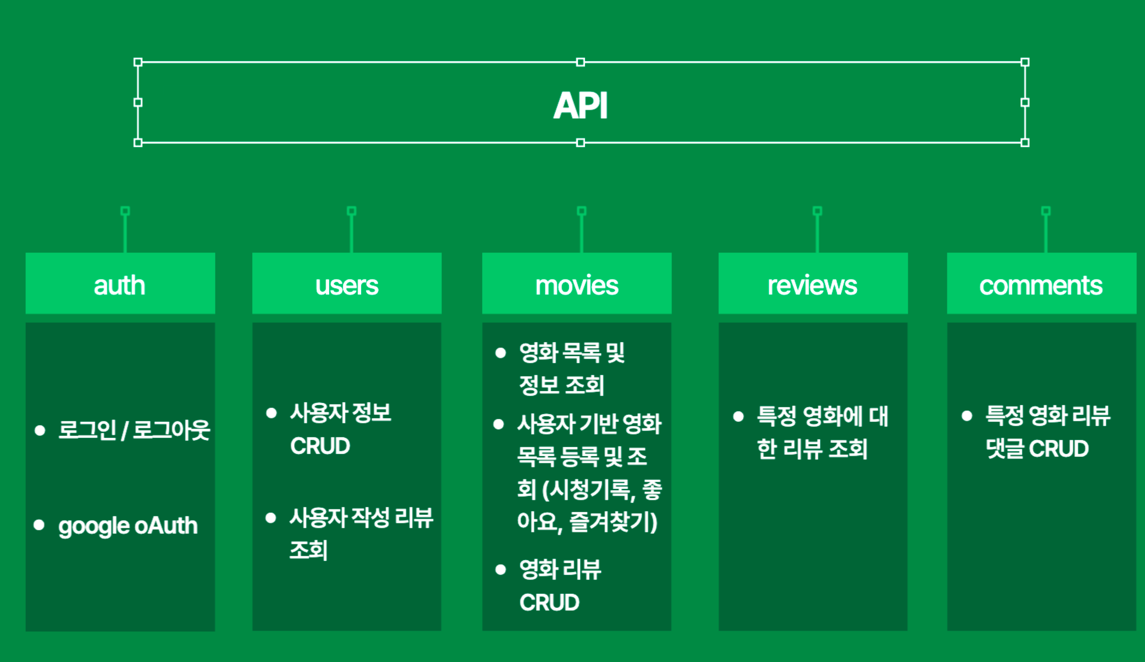 API
auth
로그인 / 로그아웃
google oAuth
users
사용자 정보
CRUD
사용자 작성 리뷰
조회
movies
영화 목록 및
정보 조회
사용자 기반 영화
목록 등록 및 조
회 (시청기록, 좋
아요, 즐겨찾기)
영화 리뷰
CRUD
reviews
특정 영화에 대
한 리뷰 조회
comments
특정 영화 리뷰
댓글 CRUD